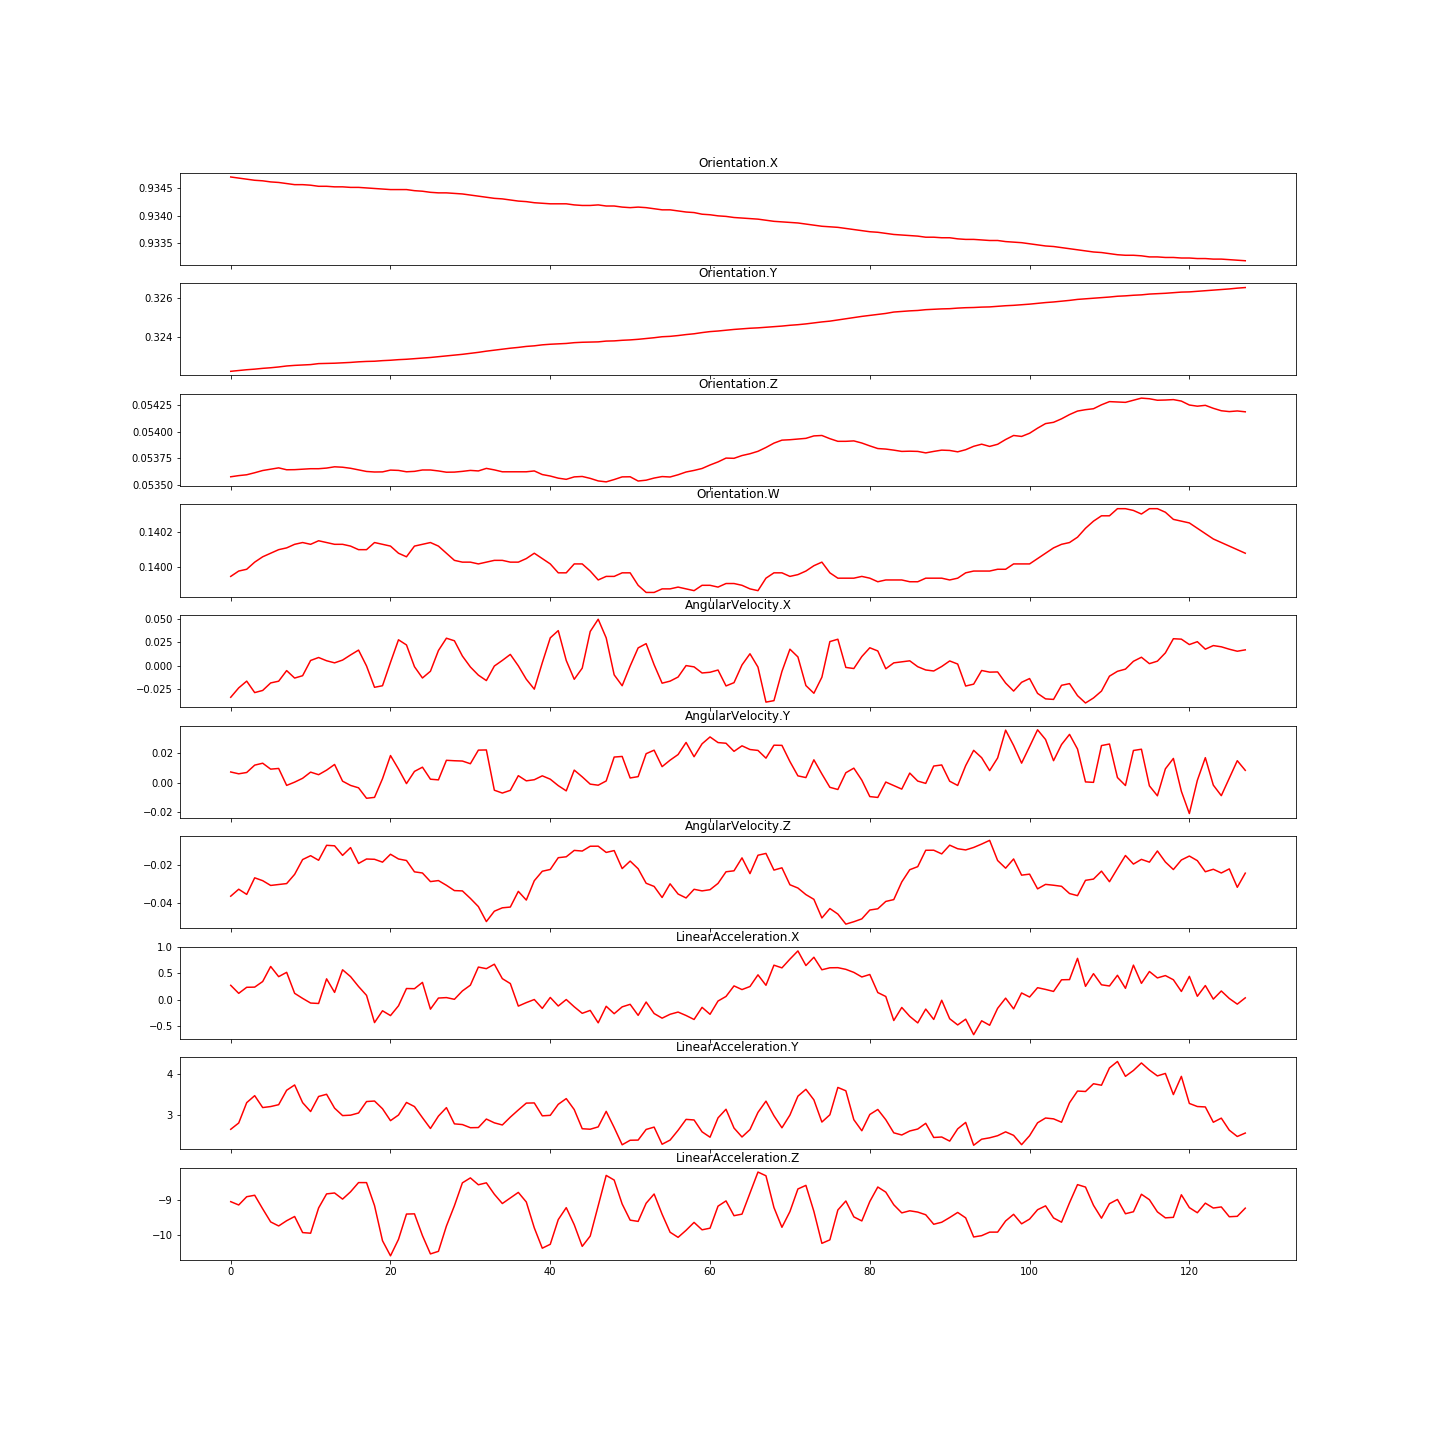 Orientation.X
0.9345
0.9340
0.9335
Orientation.Y
0.326
0.324
Orientation.Z
0.05425
0.05400
0.05375
0.05350
Orientation.W
0.1402
0.1400
AngularVelocity.X
0.050
0.025
0.000
−0.025
AngularVelocity.Y
0.02
0.00
−0.02
AngularVelocity.Z
−0.02
−0.04
LinearAcceleration.X
1.0
0.5
0.0
−0.5
LinearAcceleration.Y
4
3
LinearAcceleration.Z
−9
−10
0 20 40 60 80 100 120